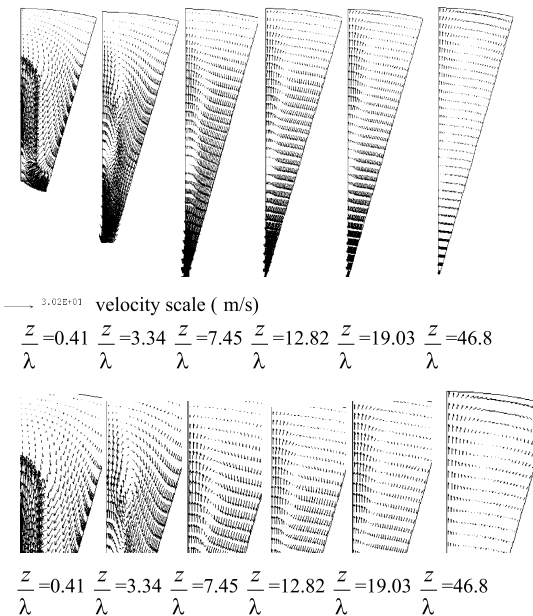 3.02E+01 velocity scale ( m/s)
z/λ =0.41 z/λ =3.34 z/λ =7.45 z/λ =12.82 z/λ =19.03 z/λ =46.8
z/λ =0.41 z/λ =3.34 z/λ =7.45 z/λ =12.82 z/λ =19.03 z/λ =46.8